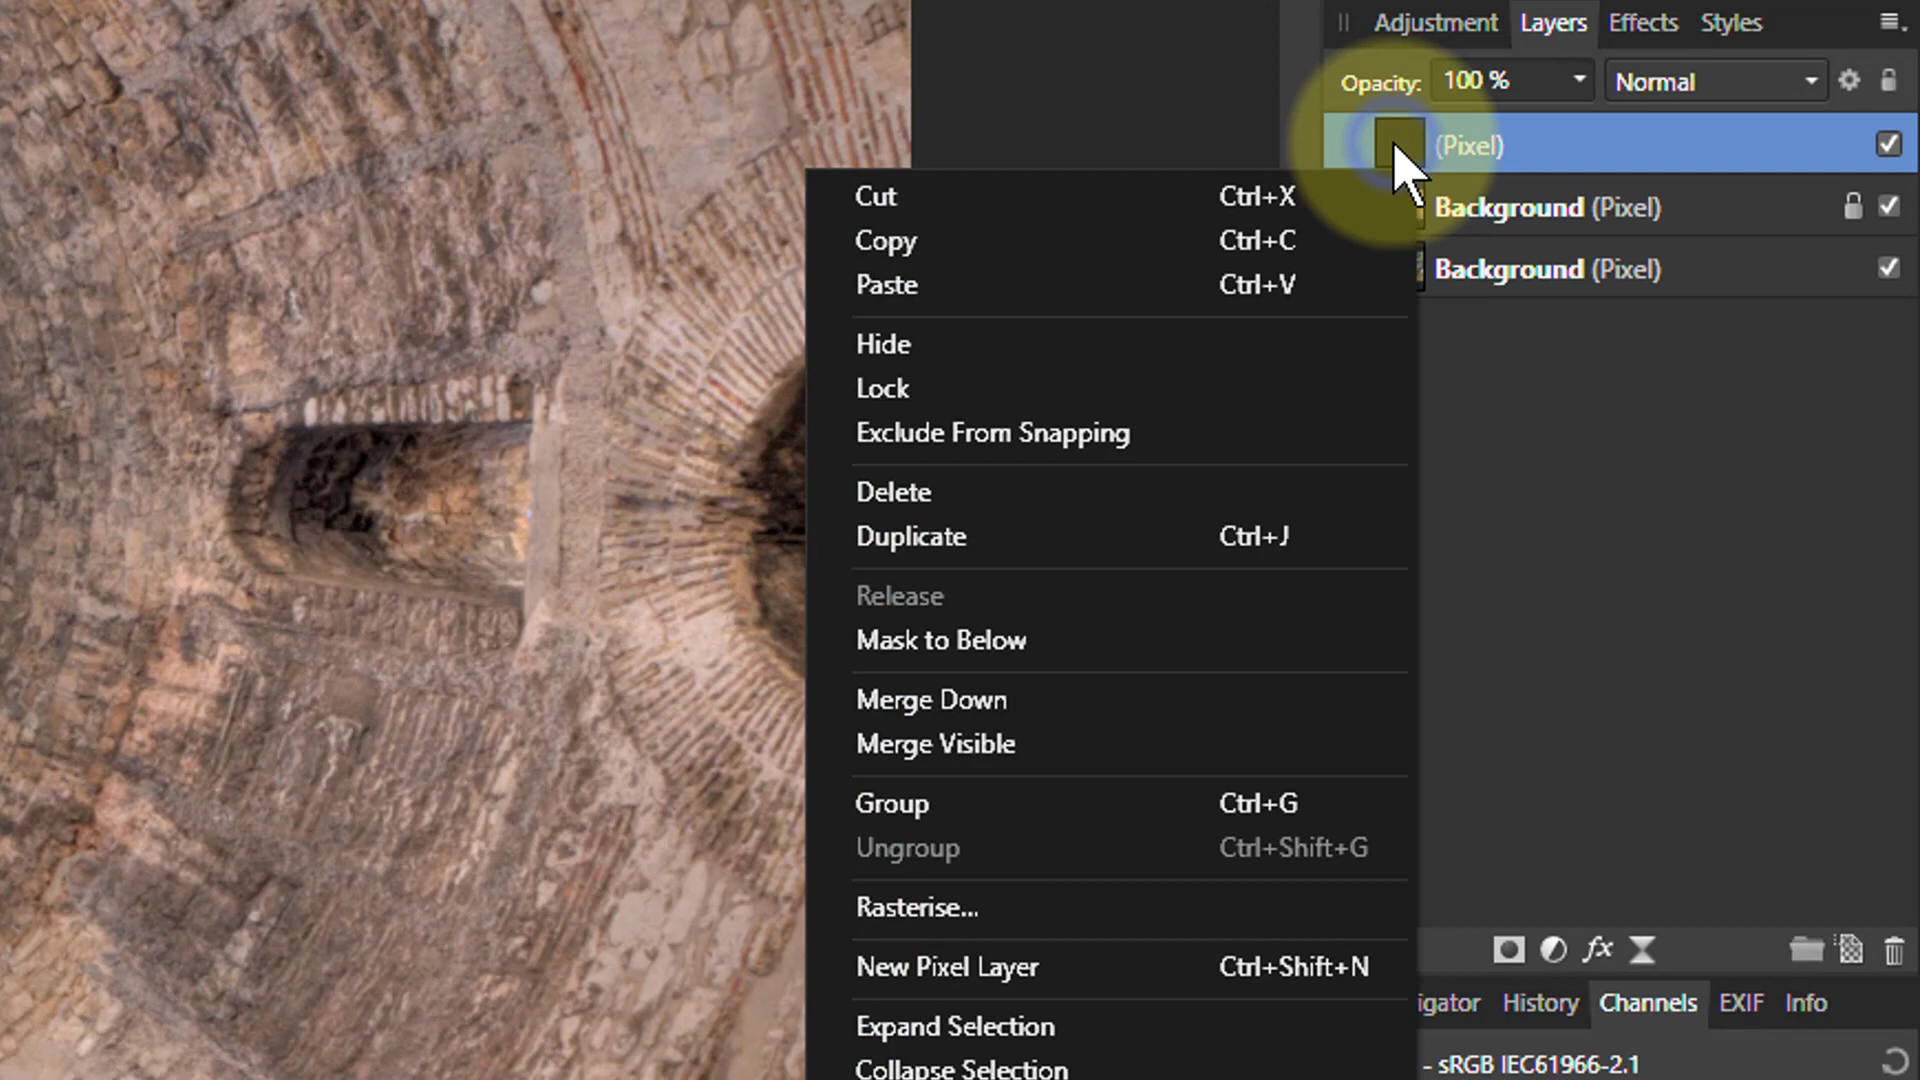 Adjustment Layers Effects Styles
Opacity: 100 % Normal
(Pixel)
Background (Pixel)
Background (Pixel)
Cut Ctrl+X
Copy Ctrl+C
Paste Ctrl+V
Hide
Lock
Exclude From Snapping
Delete
Duplicate Ctrl+J
Release
Mask to Below
Merge Down
Merge Visible
Group Ctrl+G
Ungroup Ctrl+Shift+G
Rasterise...
New Pixel Layer Ctrl+Shift+N
Expand Selection
Collapse Selection
fx
igator History Channels EXIF Info
- sRGB IEC61966-2.1